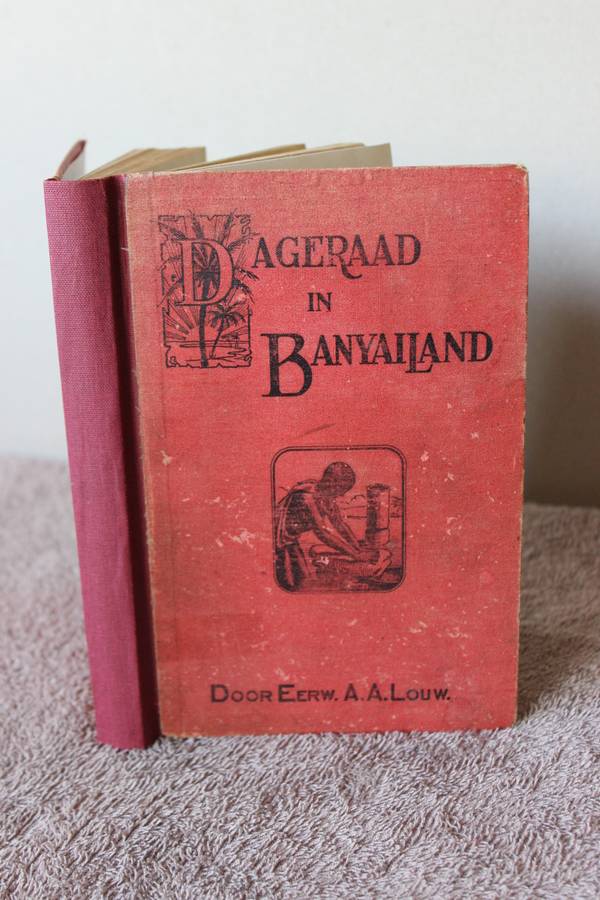 DAGERAAD
IN
BANYAILAND
DOOR EERW. A.A. LOUW.